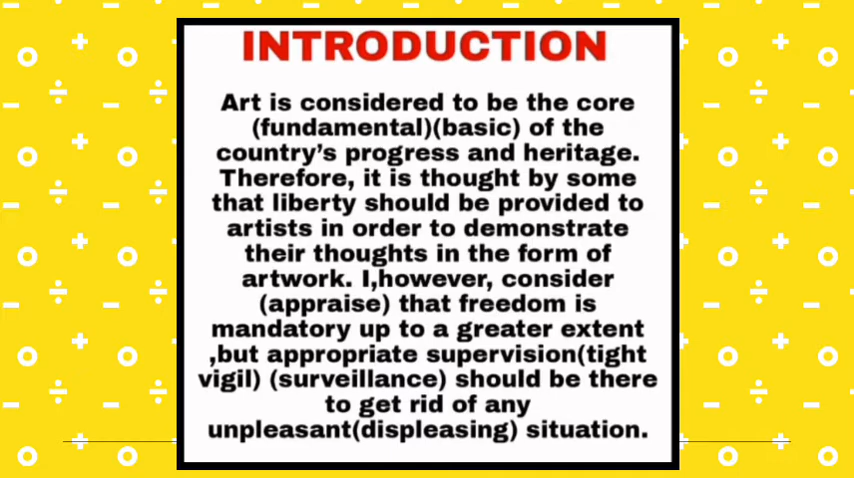 INTRODUCTION
Art is considered to be the core
(fundamental)(basic) of the
country's progress and heritage.
Therefore, it is thought by some
that liberty should be provided to
artists in order to demonstrate
their thoughts in the form of
artwork. I,however, consider
(appraise) that freedom is
mandatory up to a greater extent
,but appropriate supervision(tight
vigil) (surveillance) should be there
to get rid of any
unpleasant(displeasing) situation.